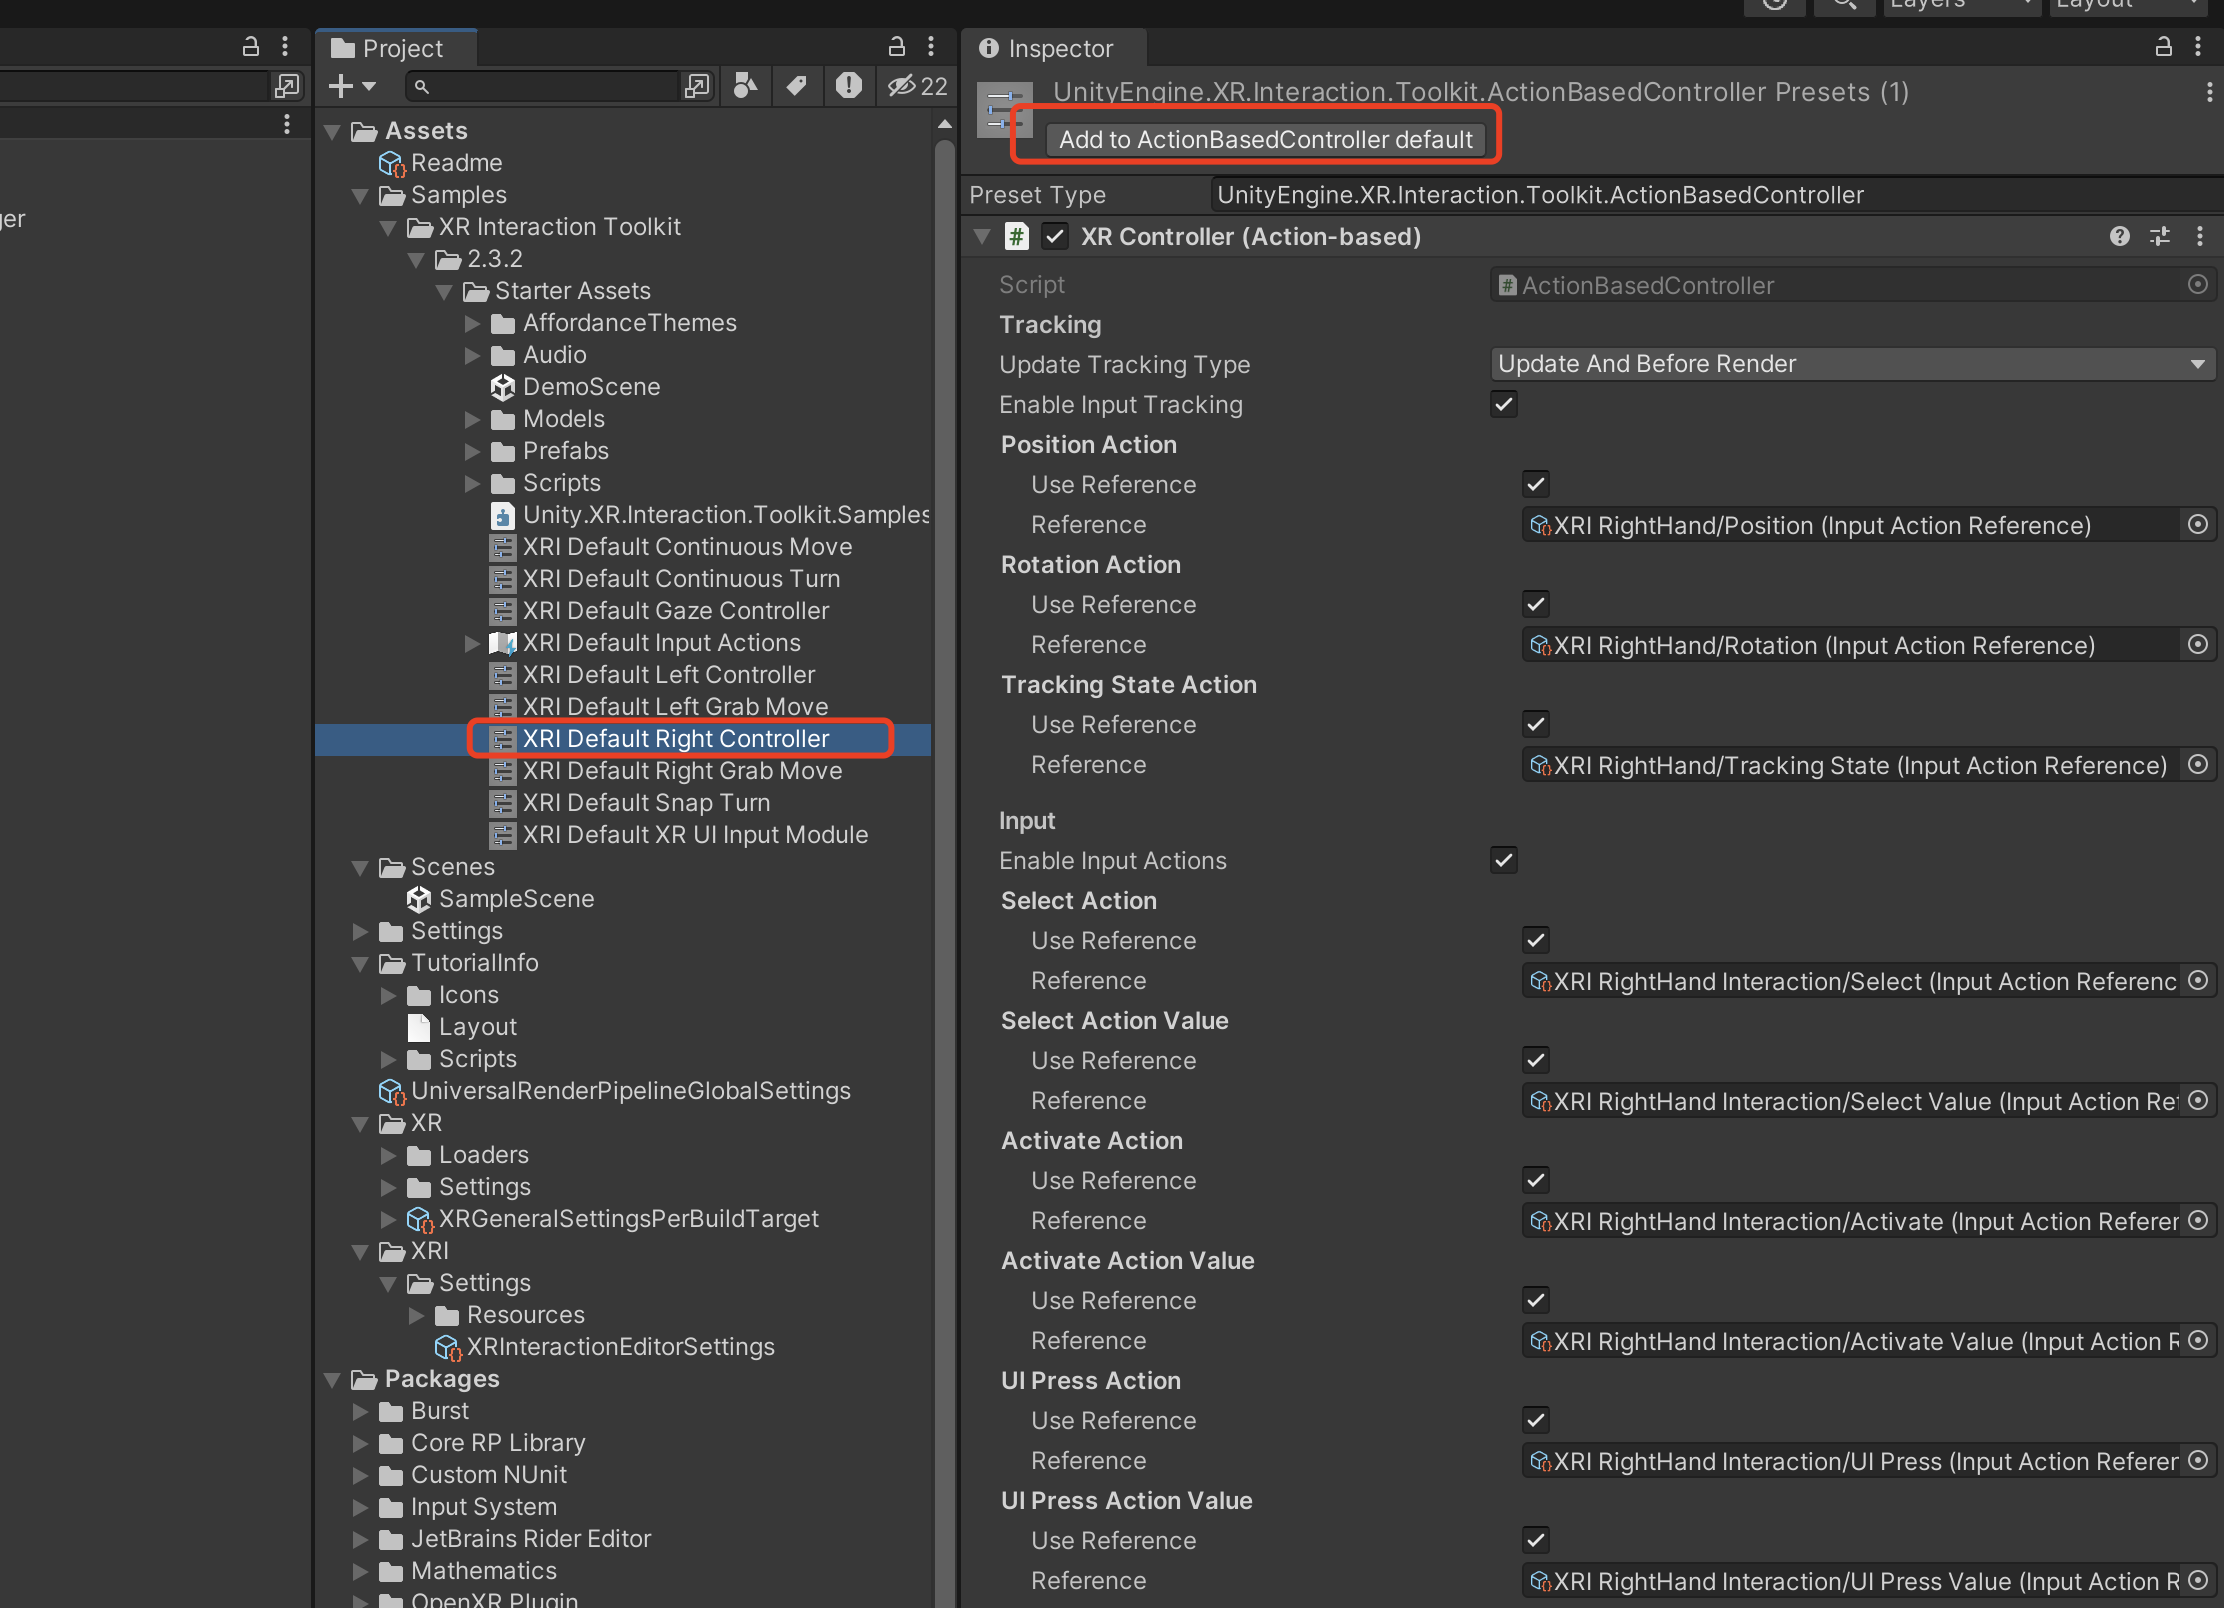 Layers
Layout
ger
Project
22
Assets
Readme
Samples
XR Interaction Toolkit
2.3.2
Starter Assets
AffordanceThemes
Audio
DemoScene
Models
Prefabs
Scripts
Unity.XR.Interaction.Toolkit.Samples
XRI Default Continuous Move
XRI Default Continuous Turn
XRI Default Gaze Controller
XRI Default Input Actions
XRI Default Left Controller
XRI Default Left Grab Move
XRI Default Right Controller
XRI Default Right Grab Move
XRI Default Snap Turn
XRI Default XR UI Input Module
Scenes
SampleScene
Settings
TutorialInfo
Icons
Layout
Scripts
UniversalRenderPipelineGlobalSettings
XR
Loaders
Settings
XRGeneralSettingsPerBuildTarget
XRI
Settings
Resources
XRInteractionEditorSettings
Packages
Burst
Core RP Library
Custom NUnit
Input System
JetBrains Rider Editor
Mathematics
OpenXR Plugin
Inspector
UnityEngine.XR.Interaction.Toolkit.ActionBasedController Presets (1)
Add to ActionBasedController default
Preset Type UnityEngine.XR.Interaction.Toolkit.ActionBasedController
XR Controller (Action-based)
Script ActionBasedController
Tracking
Update Tracking Type Update And Before Render
Enable Input Tracking
Position Action
Use Reference
Reference XRI RightHand/Position (Input Action Reference)
Rotation Action
Use Reference
Reference XRI RightHand/Rotation (Input Action Reference)
Tracking State Action
Use Reference
Reference XRI RightHand/Tracking State (Input Action Reference)
Input
Enable Input Actions
Select Action
Use Reference
Reference XRI RightHand Interaction/Select (Input Action Referenc
Select Action Value
Use Reference
Reference XRI RightHand Interaction/Select Value (Input Action Ref
Activate Action
Use Reference
Reference XRI RightHand Interaction/Activate (Input Action Referen
Activate Action Value
Use Reference
Reference XRI RightHand Interaction/Activate Value (Input Action R
UI Press Action
Use Reference
Reference XRI RightHand Interaction/UI Press (Input Action Referen
UI Press Action Value
Use Reference
Reference XRI RightHand Interaction/UI Press Value (Input Action R